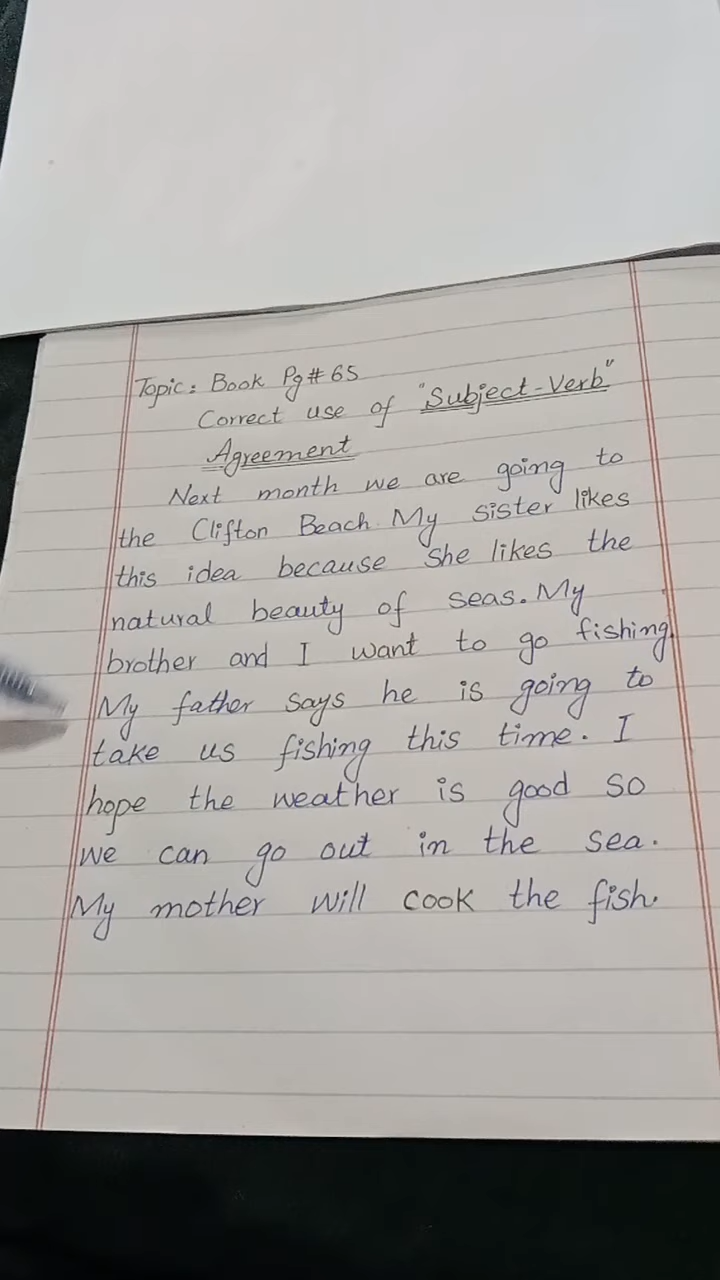 Topic: Book Pg# 65
Correct use of "Subject-Verb"
Agreement
Next month we are going to
the Clifton Beach. My sister likes
this idea because she likes the
natural beauty of seas. My
brother and I want to go fishing.
My father says he is going to
take us fishing this time. I
hope the weather is good so
we can go out in the sea.
My mother will cook the fish.